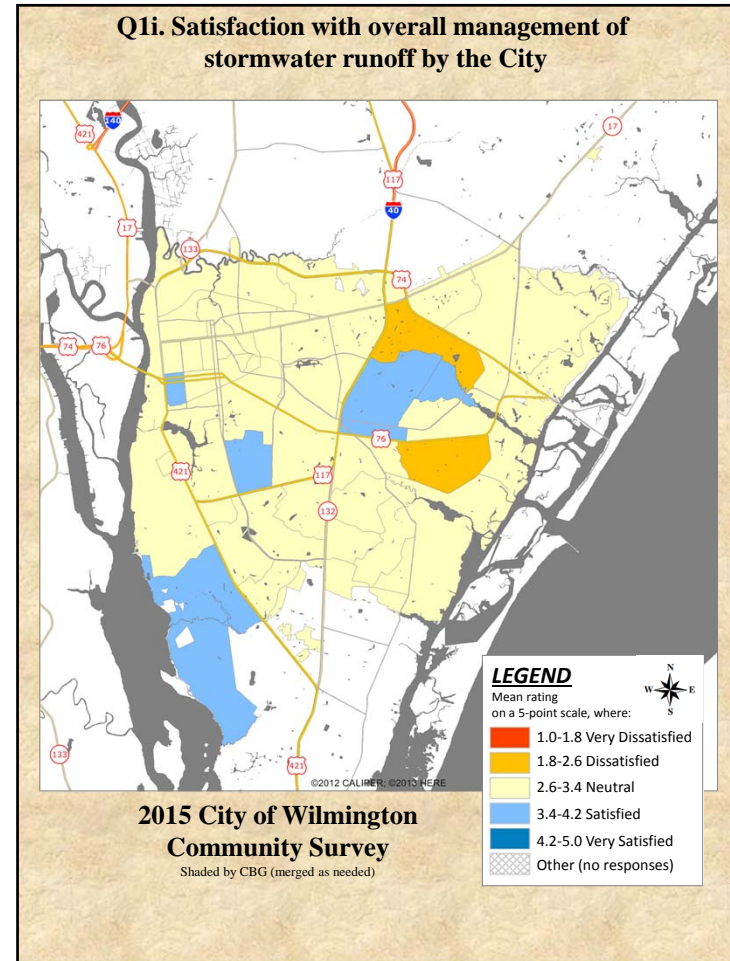 Q1i. Satisfaction with overall management of
stormwater runoff by the City
140
421
17
117
17
40
133
74
74
76
76
421
117
132
133
421
©2012 CALIPER; ©2013 HERE
LEGEND
Mean rating
on a 5-point scale, where:
N
W E
S
1.0-1.8 Very Dissatisfied
1.8-2.6 Dissatisfied
2.6-3.4 Neutral
3.4-4.2 Satisfied
4.2-5.0 Very Satisfied
Other (no responses)
2015 City of Wilmington
Community Survey
Shaded by CBG (merged as needed)